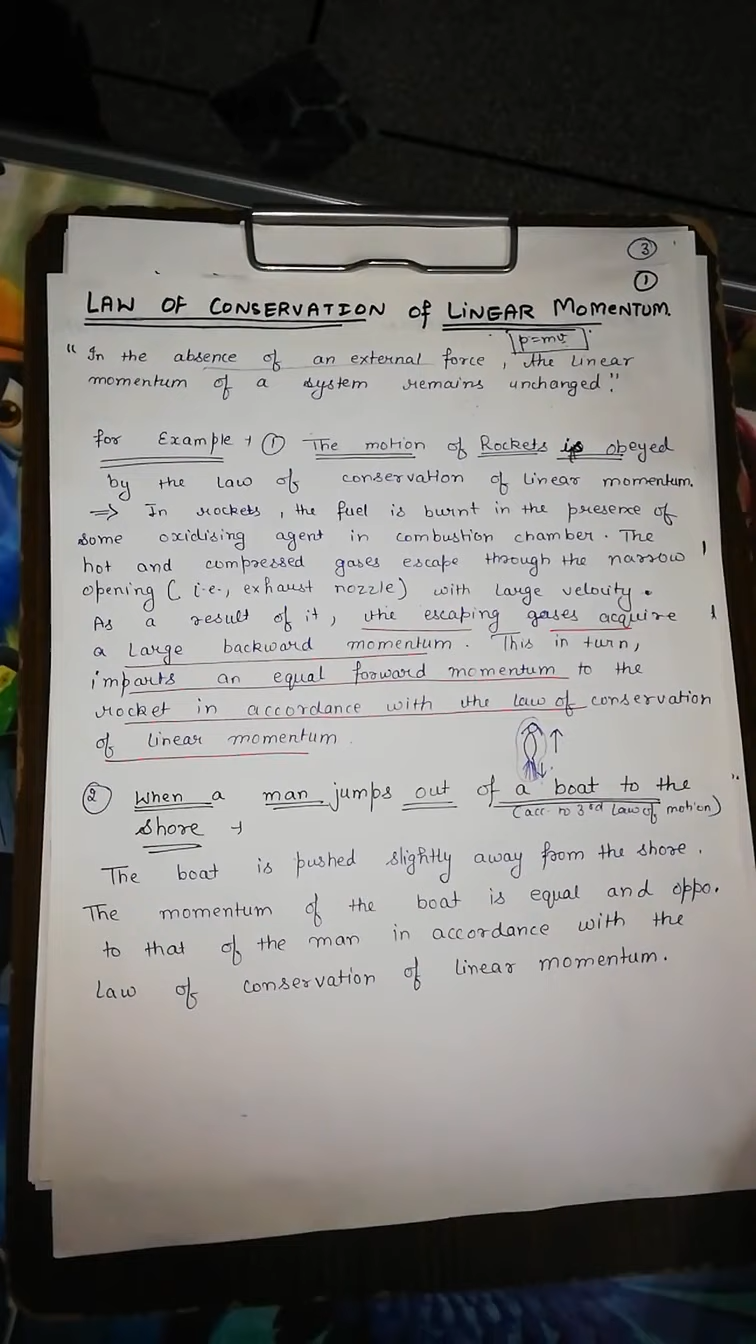 ③
①
LAW OF CONSERVATION of LiNEAR MOMENTUM.
p=mv
“ In the absence of an external force, the linear
momentum of a system remains unchanged."
for Example → ① The motion of Rockets is obeyed
by the law of conservation of linear momentum.
⇒ In rockets, the fuel is burnt in the presence of
some oxidising agent in combustion chamber. The
hot and compressed gases escape through the narrow
opening (i.e., exhaust nozzle) with large velocity.
As a result of it, the escaping gases acquire
a large backward momentum. This in turn,
imparts an equal forward momentum to the
rocket in accordance with the law of conservation
of linear momentum.
② When a man jumps out of a boat to the
(acc. to 3rd Law of motion)
shore →
The boat is pushed slightly away from the shore.
The momentum of the boat is equal and oppo.
to that of the man in accordance with the
law of conservation of linear momentum.